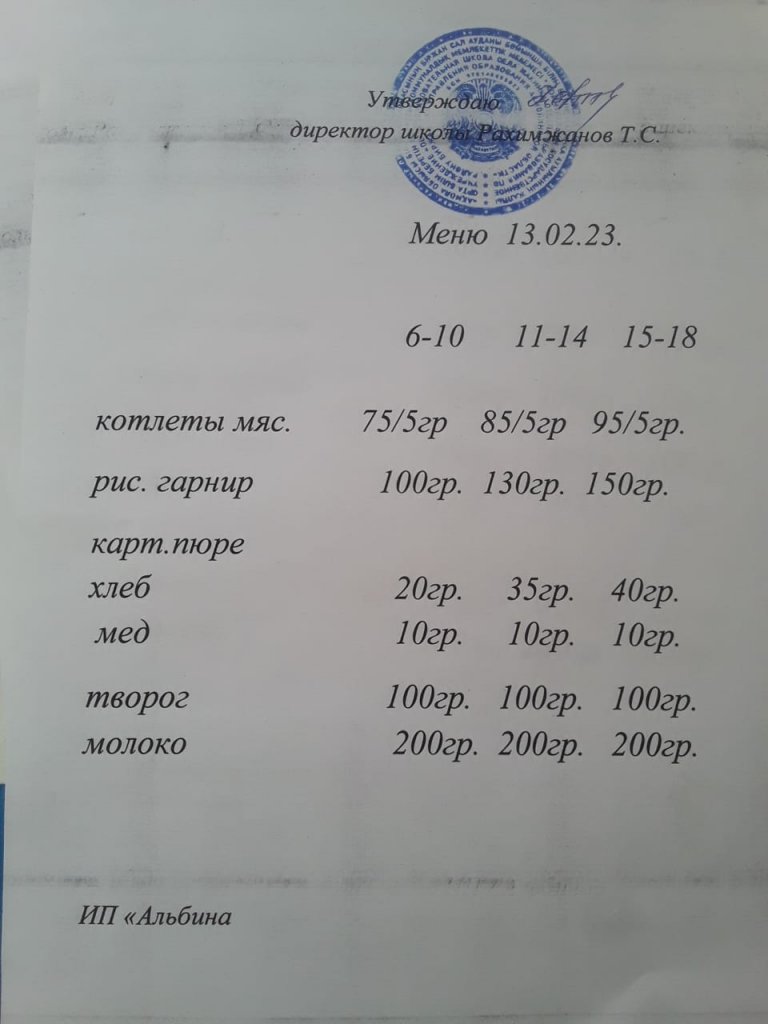 Утверждаю
директор школы Рахимжанов Т.С.
Меню 13.02.23.
6-10 11-14 15-18
котлеты мяс. 75/5гр 85/5гр 95/5гр.
рис. гарнир 100гр. 130гр. 150гр.
карт.пюре
хлеб 20гр. 35гр. 40гр.
мед 10гр. 10гр. 10гр.
творог 100гр. 100гр. 100гр.
молоко 200гр. 200гр. 200гр.
ИП «Альбина